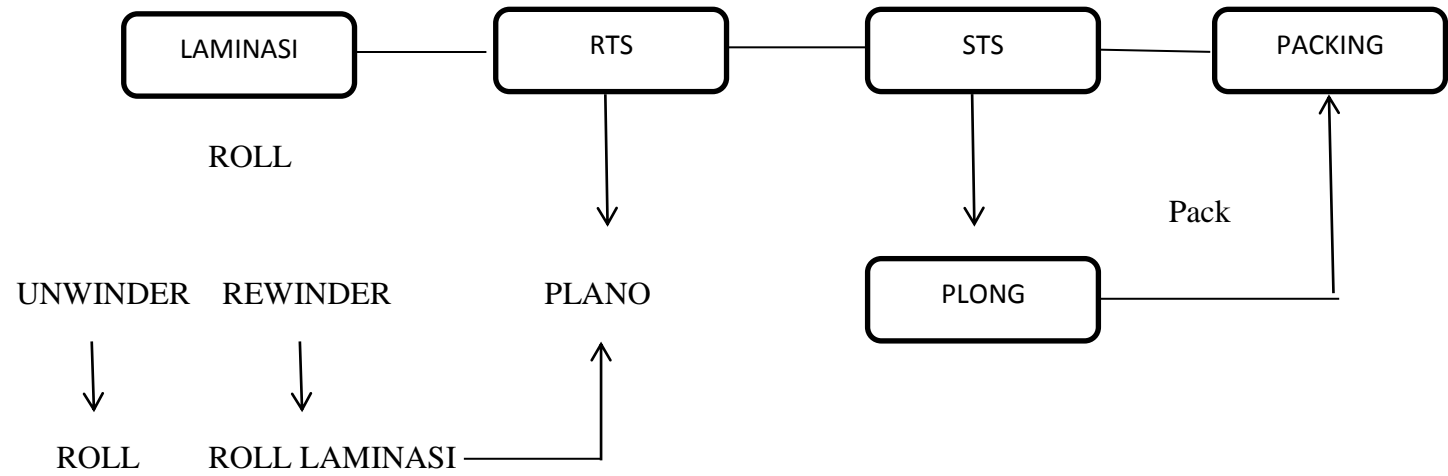 LAMINASI RTS STS PACKING
ROLL
Pack
UNWINDER REWINDER PLANO PLONG
ROLL ROLL LAMINASI